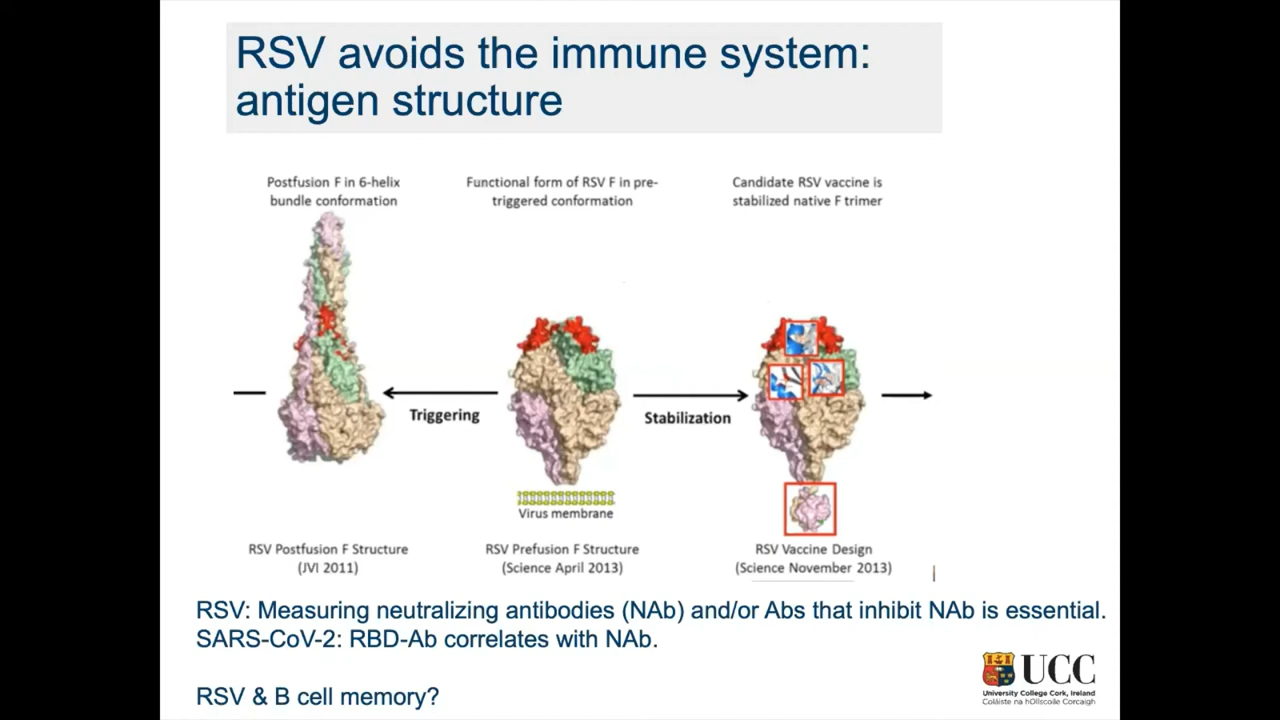 RSV avoids the immune system:
antigen structure
Postfusion F in 6-helix
bundle conformation
Functional form of RSV F in pre-
triggered conformation
Candidate RSV vaccine is
stabilized native F trimer
Triggering
Stabilization
Virus membrane
RSV Postfusion F Structure
(JVI 2011)
RSV Prefusion F Structure
(Science April 2013)
RSV Vaccine Design
(Science November 2013)
RSV: Measuring neutralizing antibodies (NAb) and/or Abs that inhibit NAb is essential.
SARS-CoV-2: RBD-Ab correlates with NAb.
RSV & B cell memory?
UCC
University College Cork, Ireland
Coláiste na hOllscoile Corcaigh